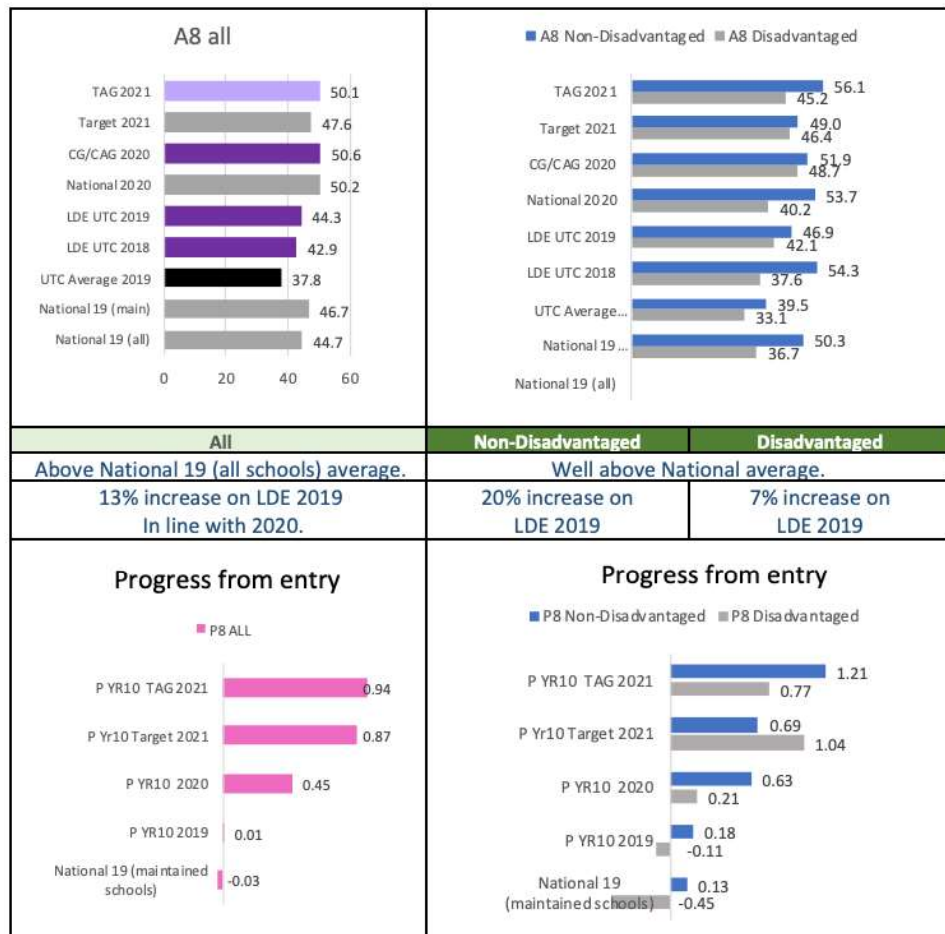 A8 all
TAG 2021 50.1
Target 2021 47.6
CG/CAG 2020 50.6
National 2020 50.2
LDE UTC 2019 44.3
LDE UTC 2018 42.9
UTC Average 2019 37.8
National 19 (main) 46.7
National 19 (all) 44.7
0 20 40 60
A8 Non-Disadvantaged A8 Disadvantaged
TAG 2021 56.1 45.2
Target 2021 49.0 46.4
CG/CAG 2020 51.9 48.7
National 2020 53.7 40.2
LDE UTC 2019 46.9 42.1
LDE UTC 2018 54.3 37.6
UTC Average... 39.5 33.1
National 19 ... 50.3 36.7
National 19 (all)
All Non-Disadvantaged Disadvantaged
Above National 19 (all schools) average. Well above National average.
13% increase on LDE 2019
In line with 2020.
20% increase on
LDE 2019
7% increase on
LDE 2019
Progress from entry
P8 ALL
P YR10 TAG 2021 0.94
P Yr10 Target 2021 0.87
P YR10 2020 0.45
P YR10 2019 0.01
National 19 (maintained
schools) -0.03
Progress from entry
P8 Non-Disadvantaged P8 Disadvantaged
P YR10 TAG 2021 1.21 0.77
P Yr10 Target 2021 0.69 1.04
P YR10 2020 0.63 0.21
P YR10 2019 0.18 -0.11
National 19 0.13
(maintained schools) -0.45